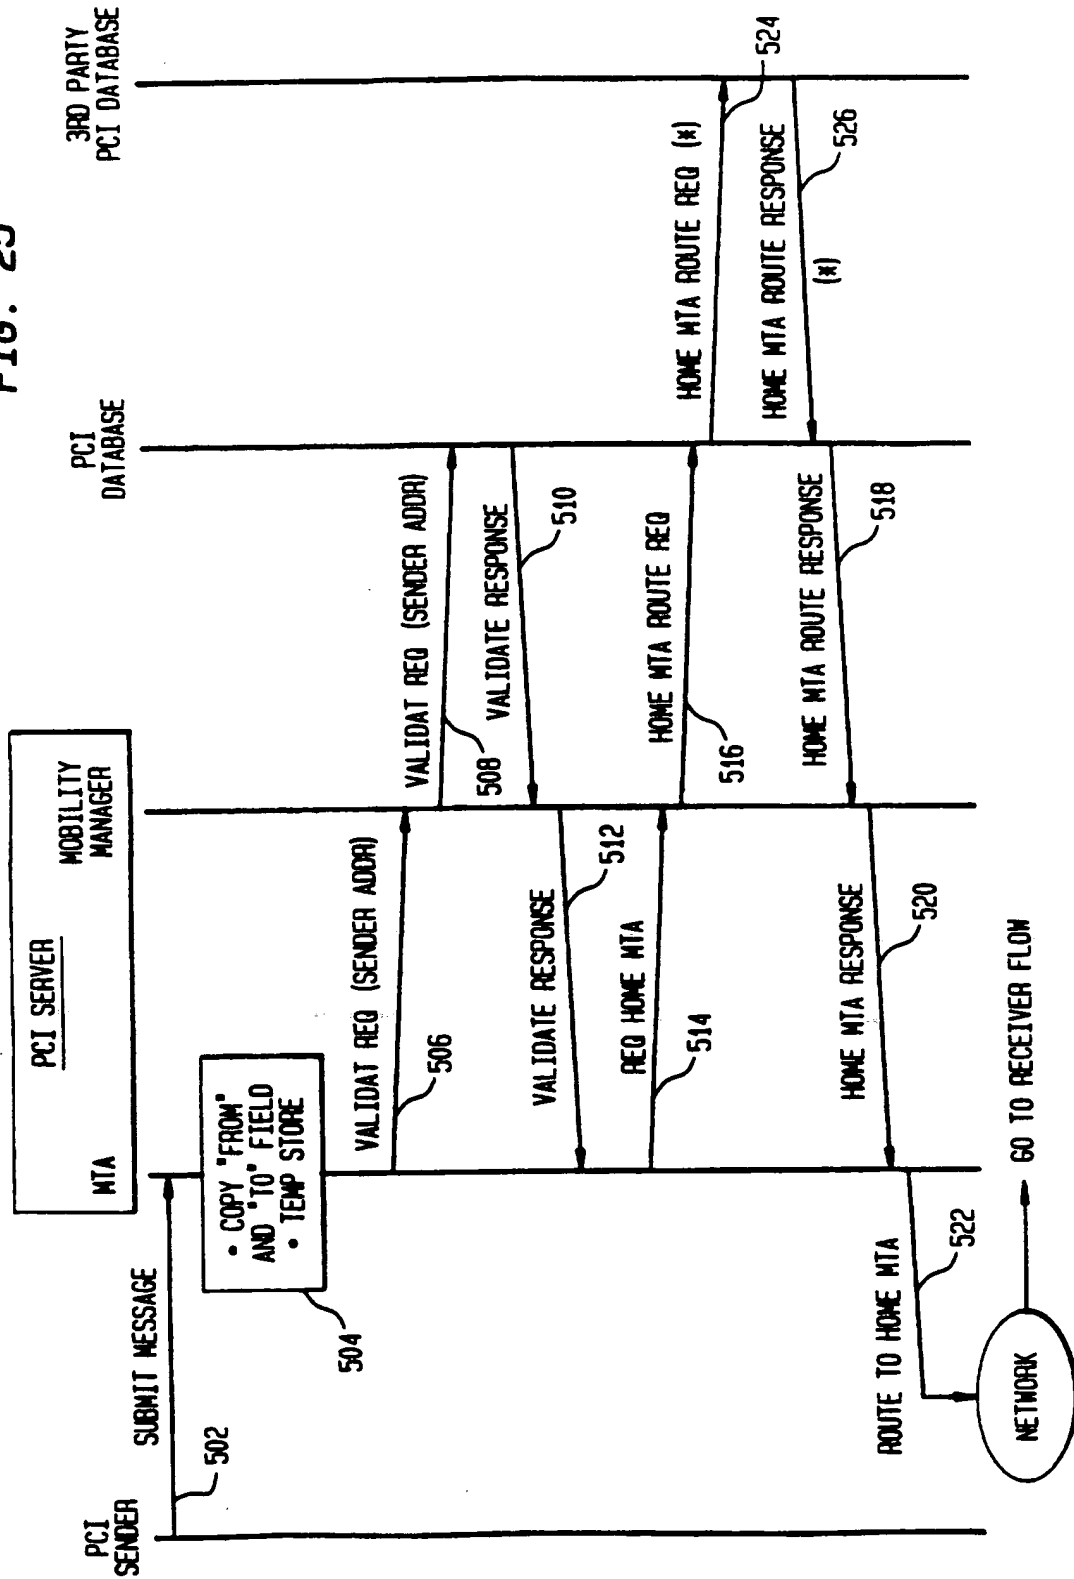 FIG. 25
PCI SERVER
PCI
SENDER
MTA
MOBILITY
MANAGER
PCI
DATABASE
3RD PARTY
PCI DATABASE
SUBMIT MESSAGE
502
• COPY "FROM"
AND "TO" FIELD
• TEMP STORE
504
VALIDAT REQ (SENDER ADDR)
506
VALIDAT REQ (SENDER ADDR)
508
VALIDATE RESPONSE
510
VALIDATE RESPONSE
512
REQ HOME MTA
514
HOME MTA ROUTE REQ
516
HOME MTA ROUTE REQ (*)
524
HOME MTA ROUTE RESPONSE
(*)
526
HOME MTA ROUTE RESPONSE
518
HOME MTA RESPONSE
520
ROUTE TO HOME MTA
522
NETWORK
GO TO RECEIVER FLOW